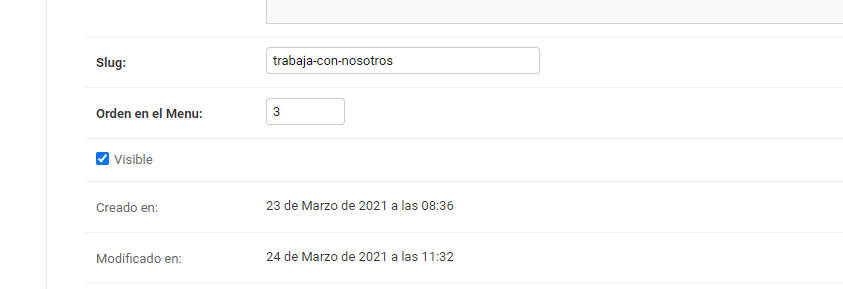 Slug: trabaja-con-nosotros
Orden en el Menu: 3
Visible
Creado en: 23 de Marzo de 2021 a las 08:36
Modificado en: 24 de Marzo de 2021 a las 11:32